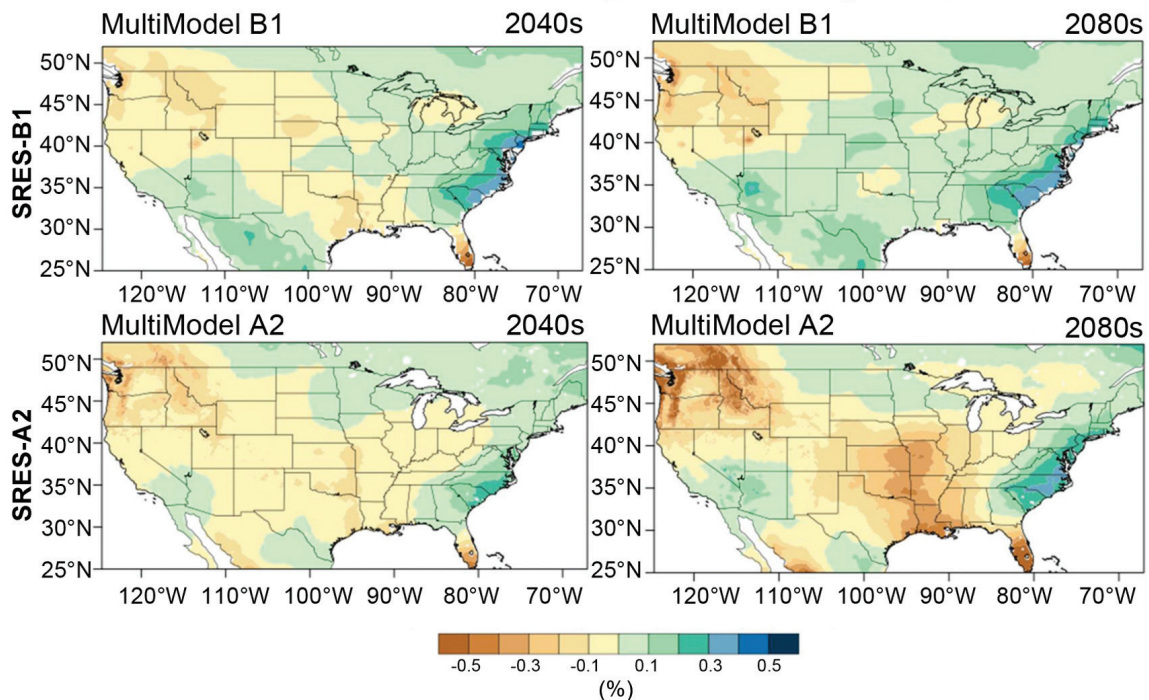 MultiModel B1 2040s
MultiModel B1 2080s
SRES-B1
50°N
45°N
40°N
35°N
30°N
25°N
120°W 110°W 100°W 90°W 80°W 70°W
50°N
45°N
40°N
35°N
30°N
25°N
120°W 110°W 100°W 90°W 80°W 70°W
MultiModel A2 2040s
MultiModel A2 2080s
SRES-A2
50°N
45°N
40°N
35°N
30°N
25°N
120°W 110°W 100°W 90°W 80°W 70°W
50°N
45°N
40°N
35°N
30°N
25°N
120°W 110°W 100°W 90°W 80°W 70°W
-0.5 -0.3 -0.1 0.1 0.3 0.5
(%)